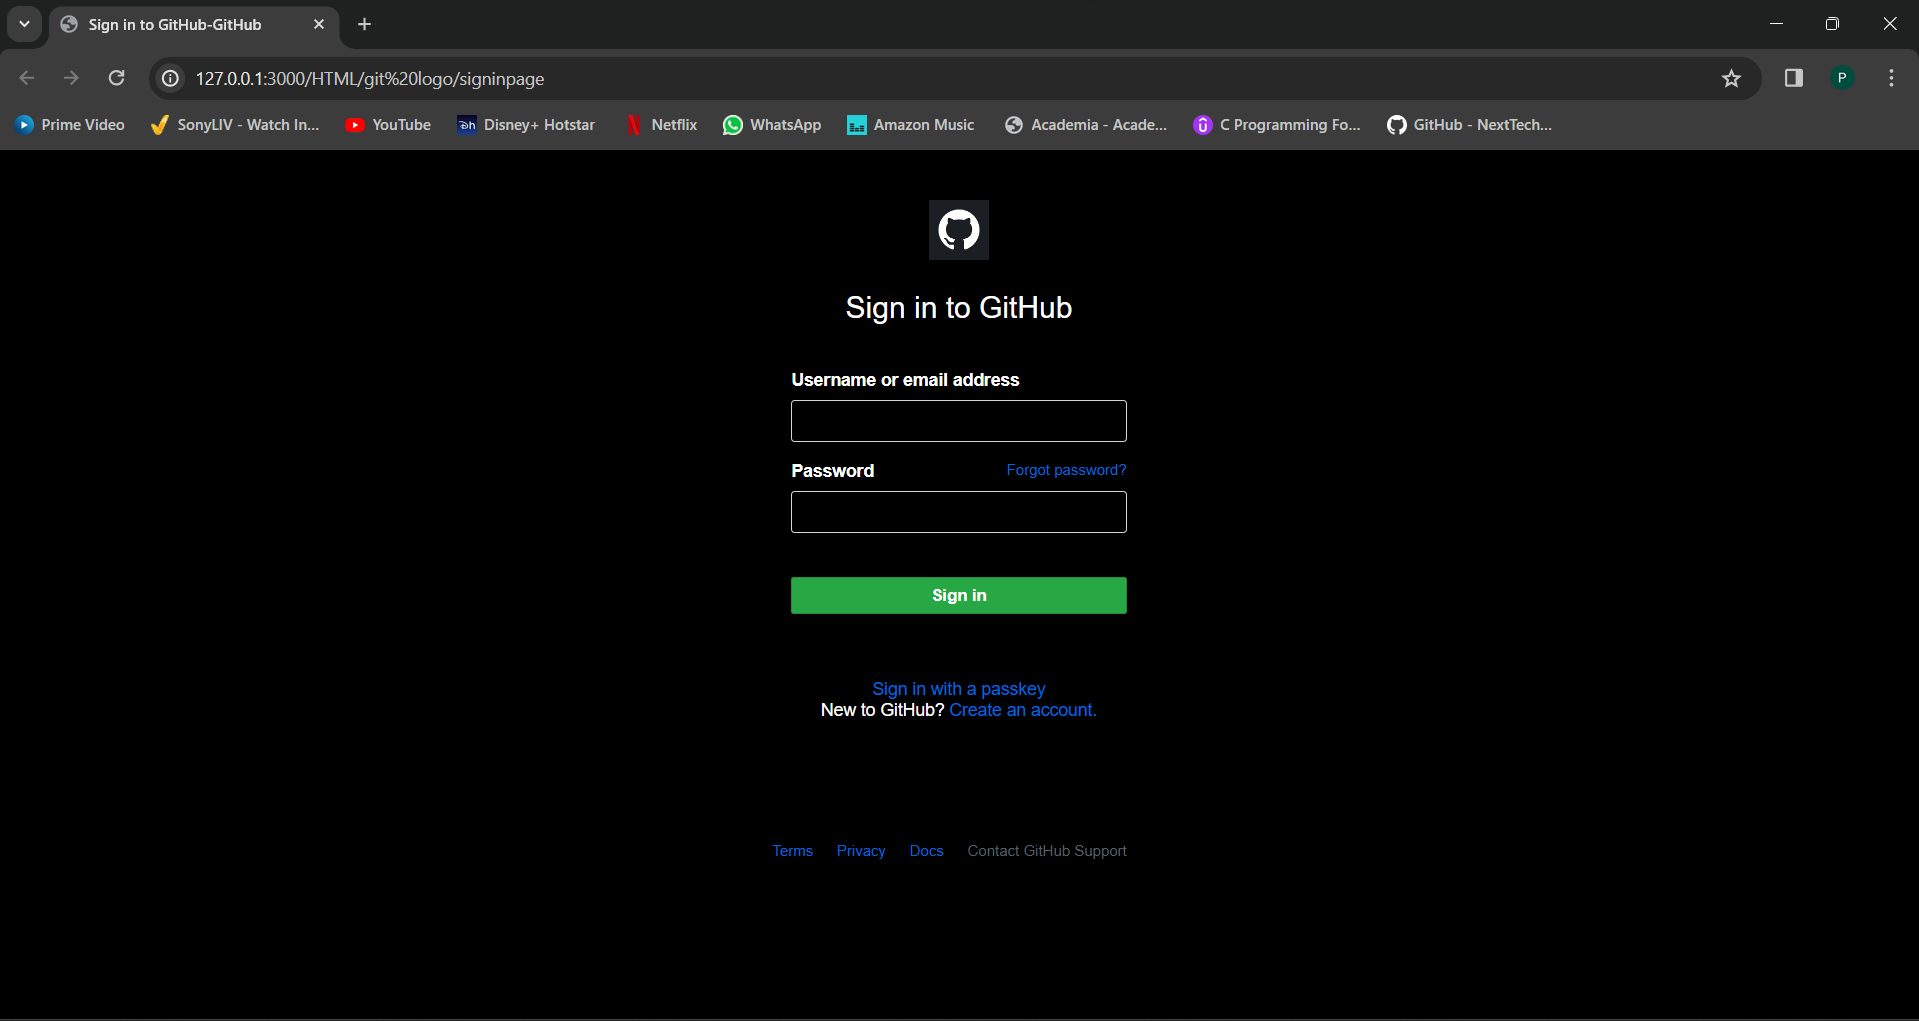 Sign in to GitHub-GitHub
127.0.0.1:3000/HTML/git%20logo/signinpage
P
Prime Video SonyLIV - Watch In... YouTube Disney+ Hotstar Netflix WhatsApp Amazon Music Academia - Acade... C Programming Fo... GitHub - NextTech...
Sign in to GitHub
Username or email address
Password Forgot password?
Sign in
Sign in with a passkey
New to GitHub? Create an account.
Terms Privacy Docs Contact GitHub Support